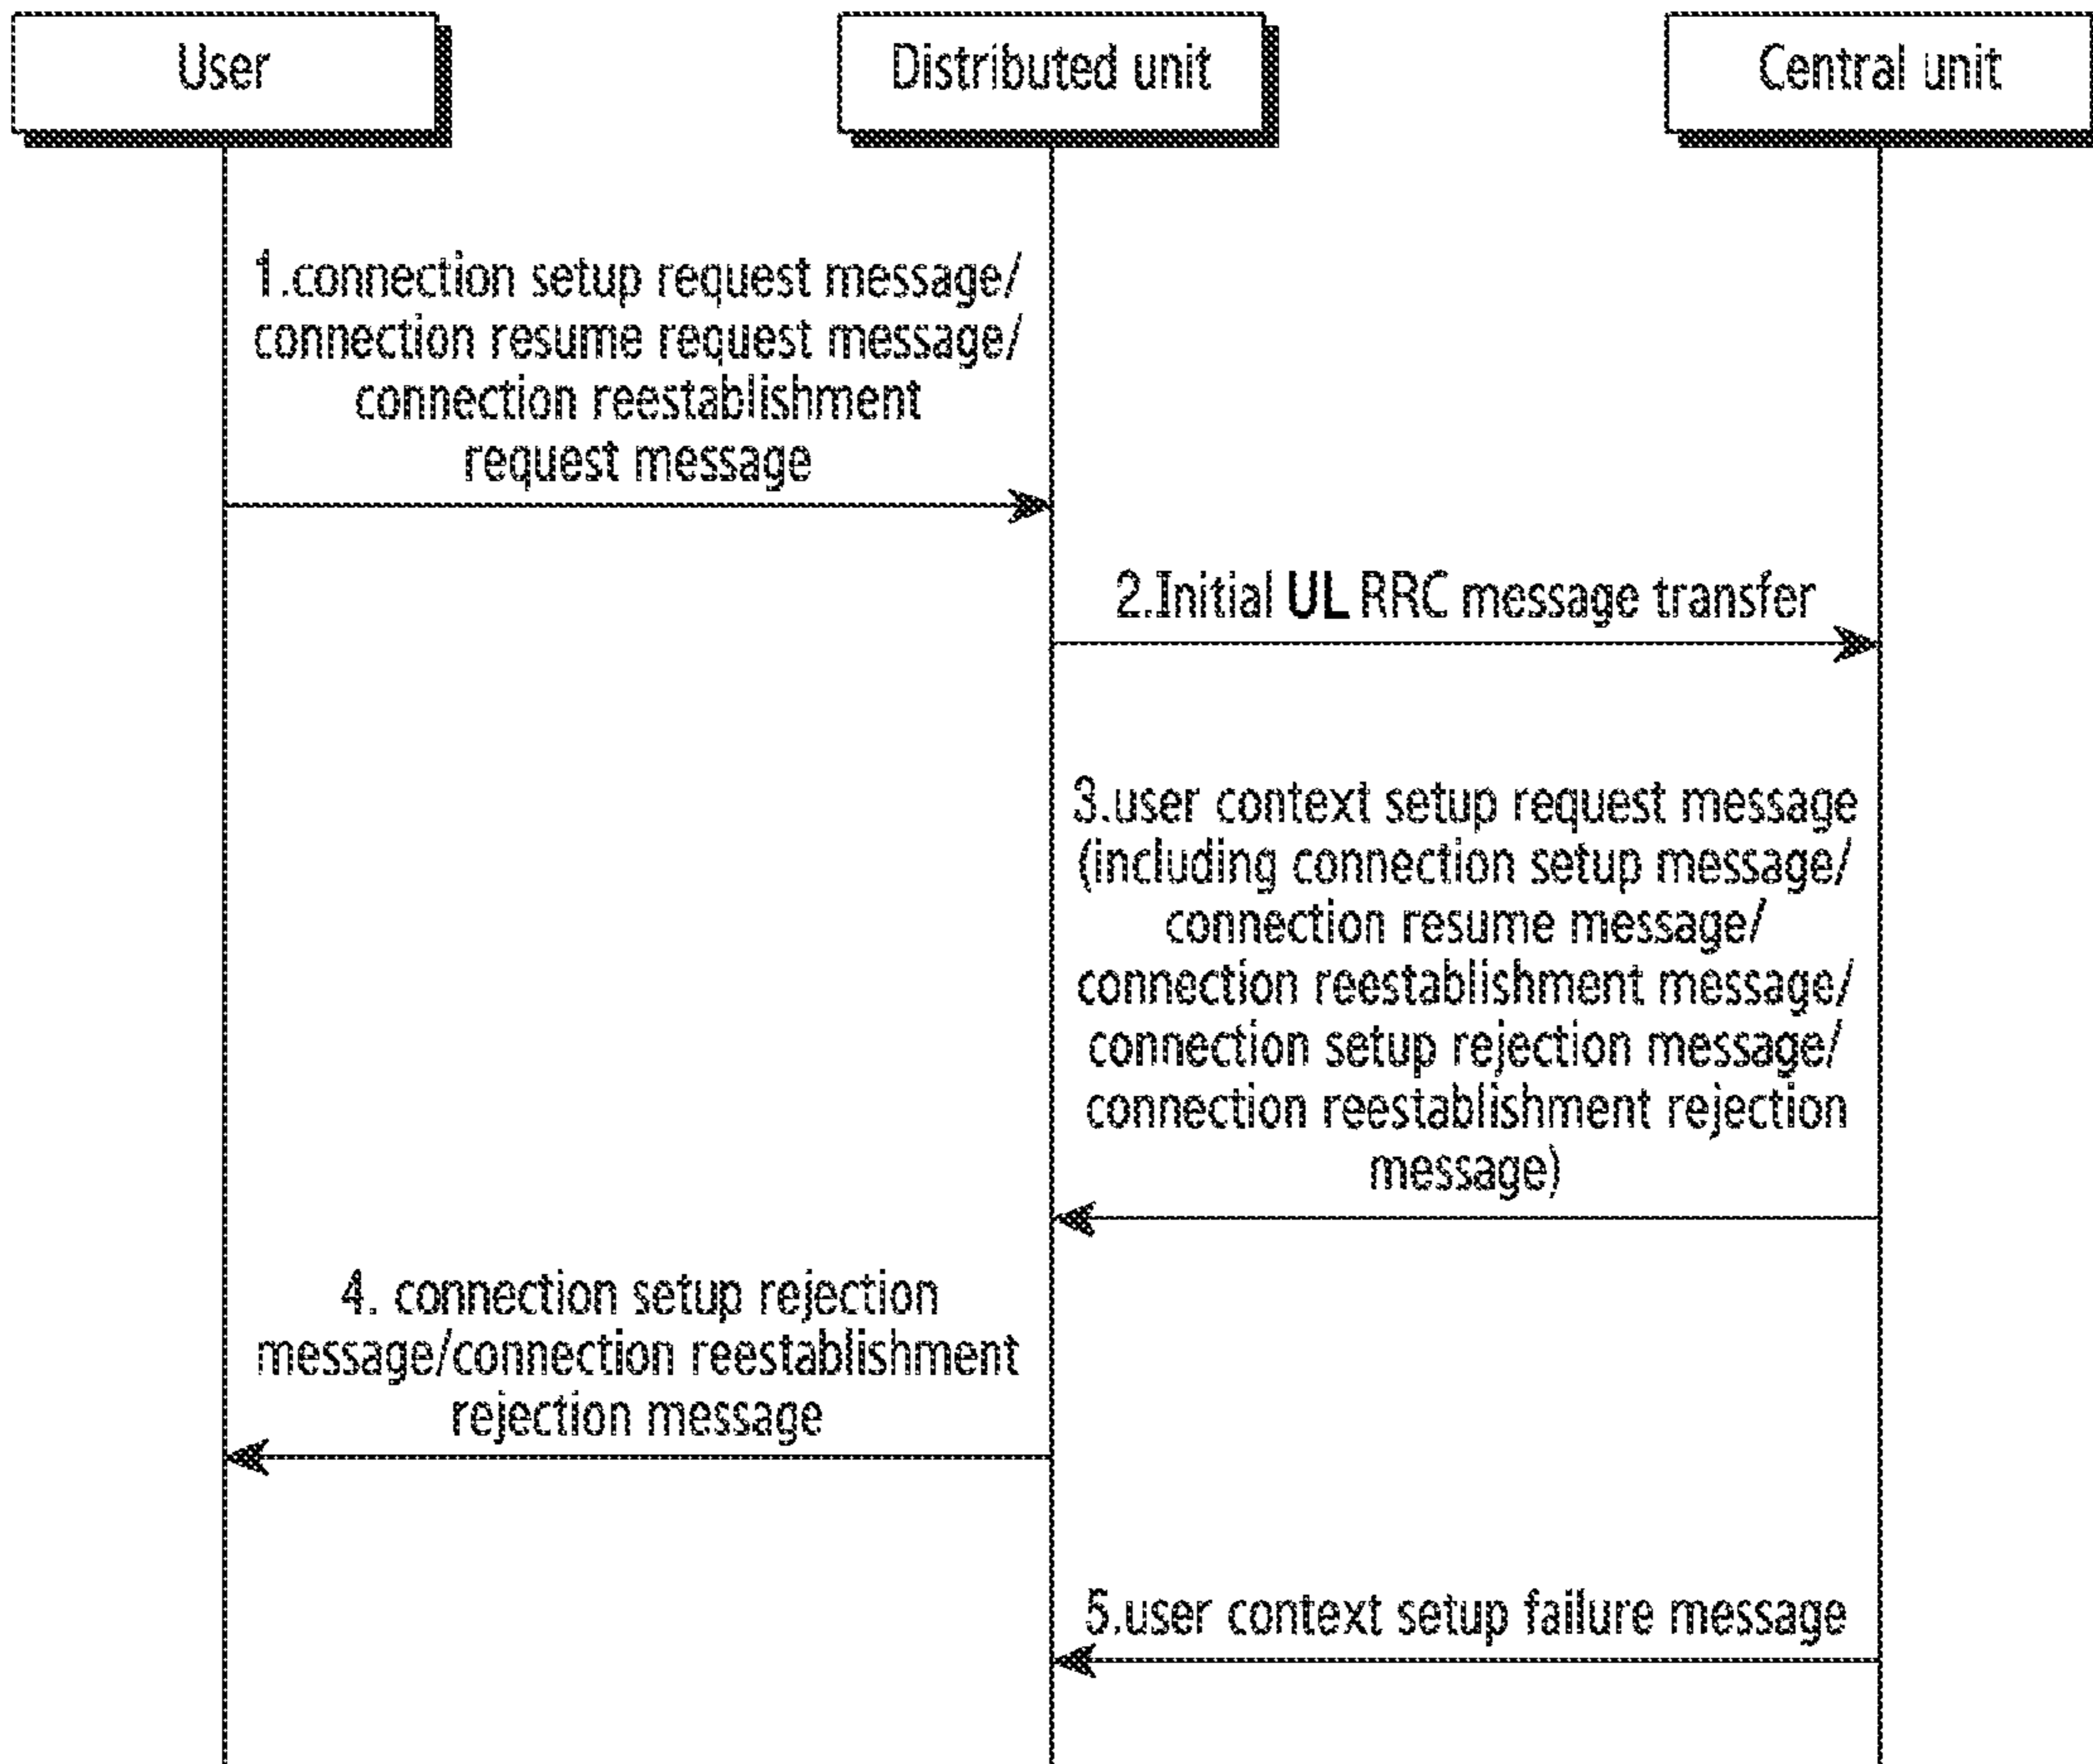 User
Distributed unit
Central unit
1.connection setup request message/
connection resume request message/
connection reestablishment
request message
2.Initial UL RRC message transfer
3.user context setup request message
(including connection setup message/
connection resume message/
connection reestablishment message/
connection setup rejection message/
connection reestablishment rejection
message)
4. connection setup rejection
message/connection reestablishment
rejection message
5.user context setup failure message